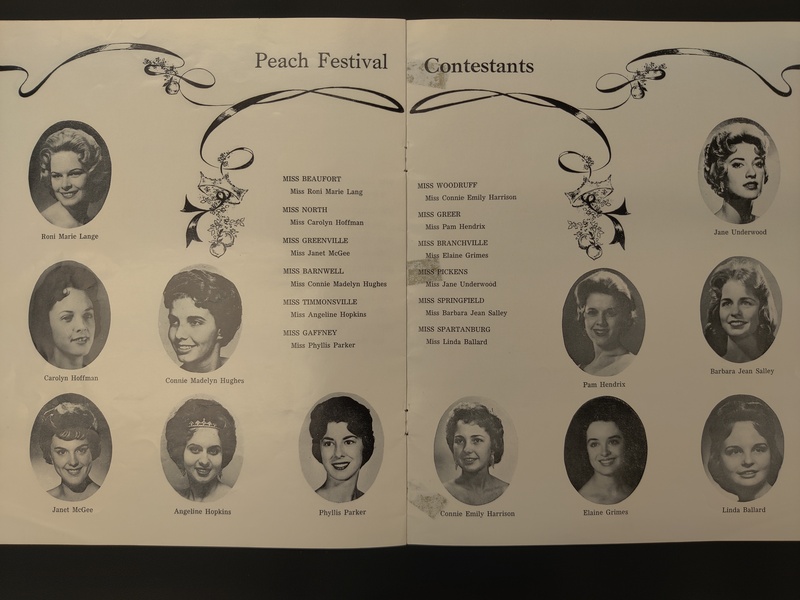 Peach Festival Contestants
MISS BEAUFORT
Miss Roni Marie Lang
MISS NORTH
Miss Carolyn Hoffman
MISS GREENVILLE
Miss Janet McGee
MISS BARNWELL
Miss Connie Madelyn Hughes
MISS TIMMONSVILLE
Miss Angeline Hopkins
MISS GAFFNEY
Miss Phyllis Parker
MISS WOODRUFF
Miss Connie Emily Harrison
MISS GREER
Miss Pam Hendrix
MISS BRANCHVILLE
Miss Elaine Grimes
MISS PICKENS
Miss Jane Underwood
MISS SPRINGFIELD
Miss Barbara Jean Salley
MISS SPARTANBURG
Miss Linda Ballard
Roni Marie Lange
Carolyn Hoffman
Connie Madelyn Hughes
Janet McGee
Angeline Hopkins
Phyllis Parker
Jane Underwood
Pam Hendrix
Barbara Jean Salley
Connie Emily Harrison
Elaine Grimes
Linda Ballard